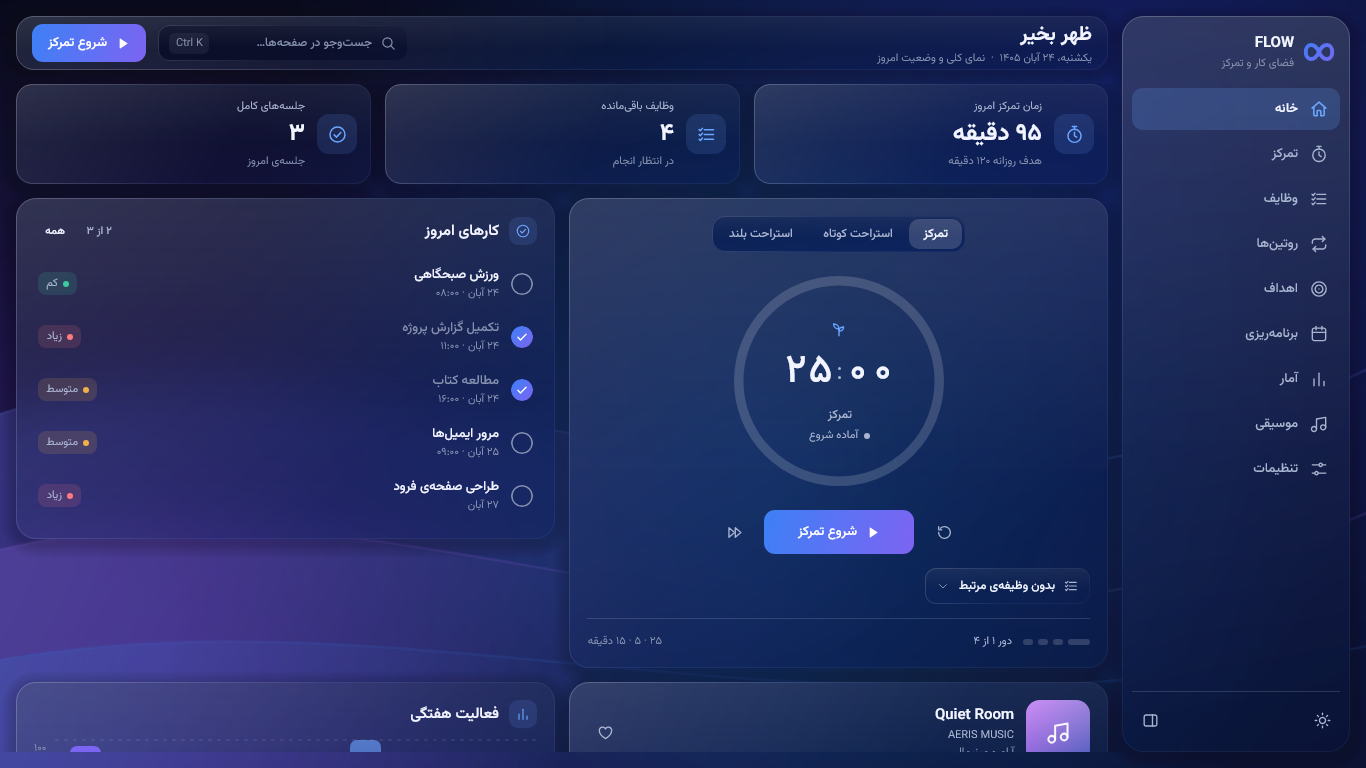 FLOW
فضای کار و تمرکز
خانه
تمرکز
وظایف
روتین‌ها
اهداف
برنامه‌ریزی
آمار
موسیقی
تنظیمات
ظهر بخیر
یکشنبه، ۲۴ آبان ۱۴۰۵ · نمای کلی و وضعیت امروز
جست‌وجو در صفحه‌ها...
Ctrl K
شروع تمرکز
زمان تمرکز امروز
۹۵ دقیقه
هدف روزانه ۱۲۰ دقیقه
وظایف باقی‌مانده
۴
در انتظار انجام
جلسه‌های کامل
۳
جلسه‌ی امروز
تمرکز
استراحت کوتاه
استراحت بلند
۲۵:۰۰
تمرکز
آماده شروع
شروع تمرکز
بدون وظیفه‌ی مرتبط
دور ۱ از ۴
۲۵ · ۵ · ۱۵ دقیقه
کارهای امروز
۲ از ۳
همه
ورزش صبحگاهی
۲۴ آبان · ۰۸:۰۰
کم
تکمیل گزارش پروژه
۲۴ آبان · ۱۱:۰۰
زیاد
مطالعه کتاب
۲۴ آبان · ۱۶:۰۰
متوسط
مرور ایمیل‌ها
۲۵ آبان · ۰۹:۰۰
متوسط
طراحی صفحه‌ی فرود
۲۷ آبان
زیاد
Quiet Room
AERIS MUSIC
فعالیت هفتگی
۱۰۰